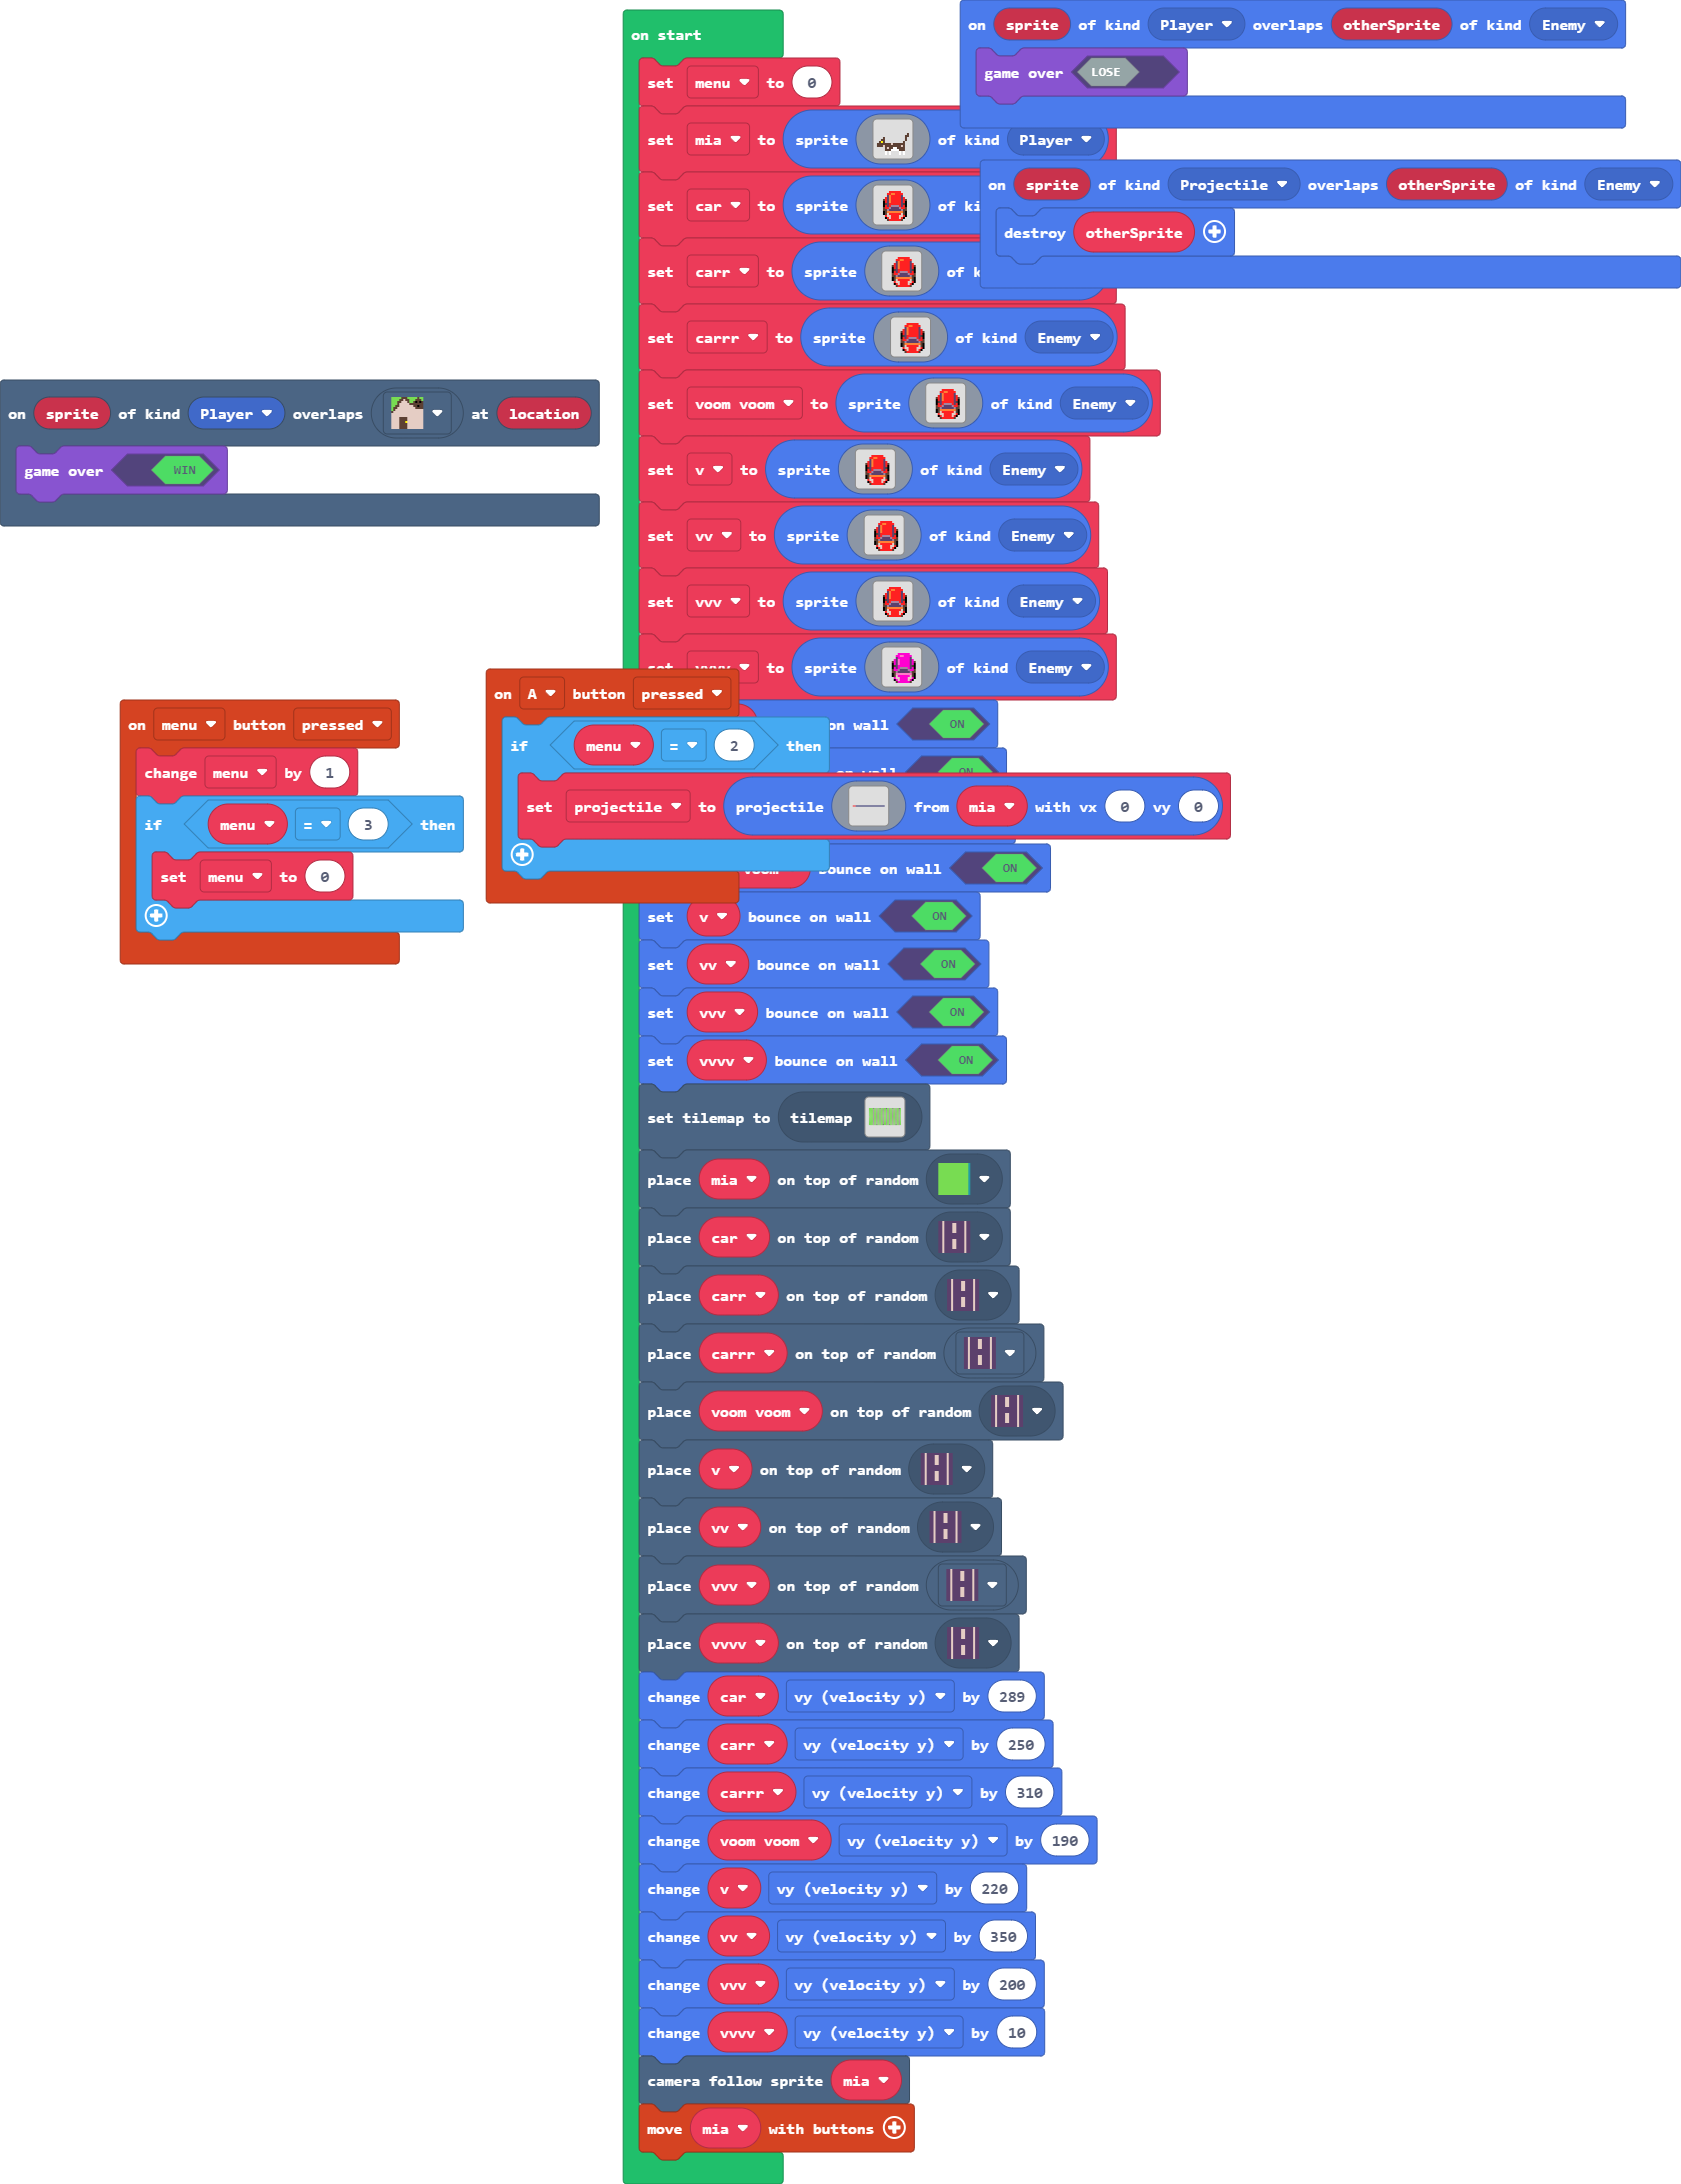 on start
set menu to 0
set mia to sprite of kind Player
set car to sprite of ki
set carr to sprite of k
set carrr to sprite of kind Enemy
set voom voom to sprite of kind Enemy
set v to sprite of kind Enemy
set vv to sprite of kind Enemy
set vvv to sprite of kind Enemy
to sprite of kind Enemy
on wall ON
bounce on wall ON
set v bounce on wall ON
set vv bounce on wall ON
set vvv bounce on wall ON
set vvvv bounce on wall ON
set tilemap to tilemap
place mia on top of random
place car on top of random
place carr on top of random
place carrr on top of random
place voom voom on top of random
place v on top of random
place vv on top of random
place vvv on top of random
place vvvv on top of random
change car vy (velocity y) by 289
change carr vy (velocity y) by 250
change carrr vy (velocity y) by 310
change voom voom vy (velocity y) by 190
change v vy (velocity y) by 220
change vv vy (velocity y) by 350
change vvv vy (velocity y) by 200
change vvvv vy (velocity y) by 10
camera follow sprite mia
move mia with buttons
on sprite of kind Player overlaps otherSprite of kind Enemy
game over LOSE
on sprite of kind Projectile overlaps otherSprite of kind Enemy
destroy otherSprite
on sprite of kind Player overlaps at location
game over WIN
on menu button pressed
change menu by 1
if menu = 3 then
set menu to 0
on A button pressed
if menu = 2 then
set projectile to projectile from mia with vx 0 vy 0